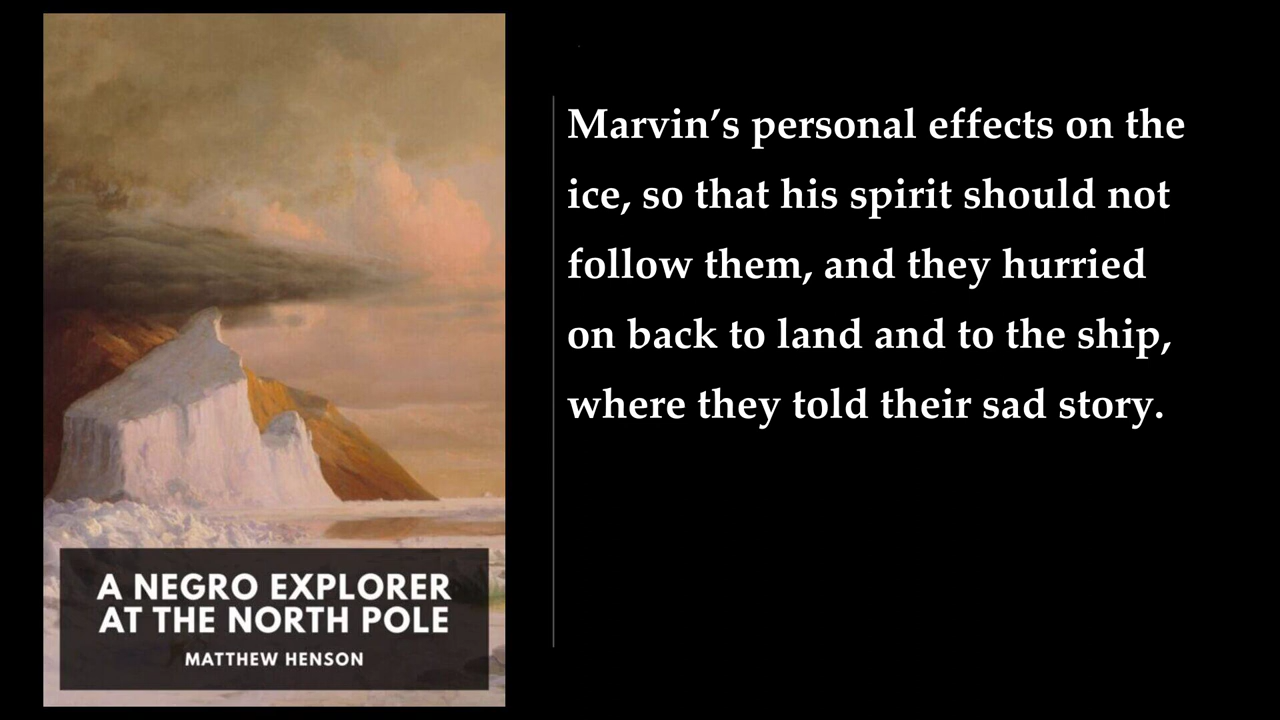 A NEGRO EXPLORER
AT THE NORTH POLE
MATTHEW HENSON
Marvin’s personal effects on the
ice, so that his spirit should not
follow them, and they hurried
on back to land and to the ship,
where they told their sad story.